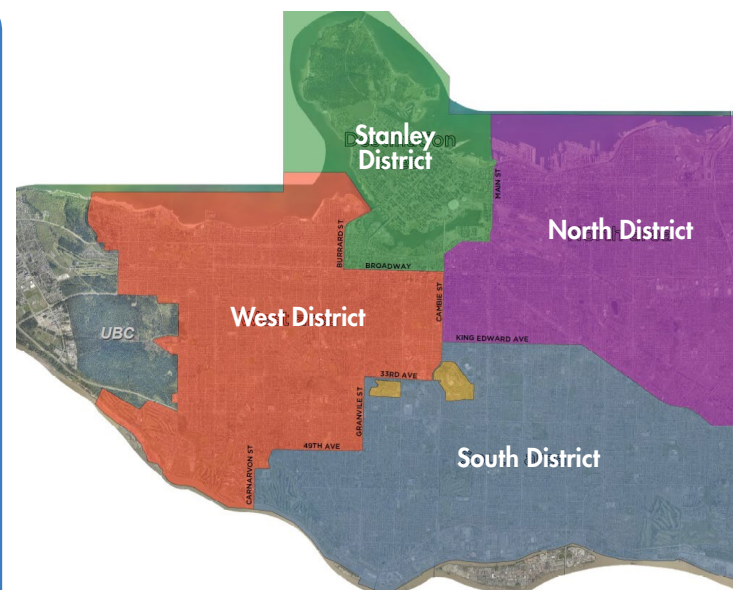 Stanley
District
MAIN ST
North District
BURRARD ST
BROADWAY
West District
CAMBIE ST
UBC
KING EDWARD AVE
33RD AVE
GRANVILE ST
49TH AVE
South District
CARNARVON ST